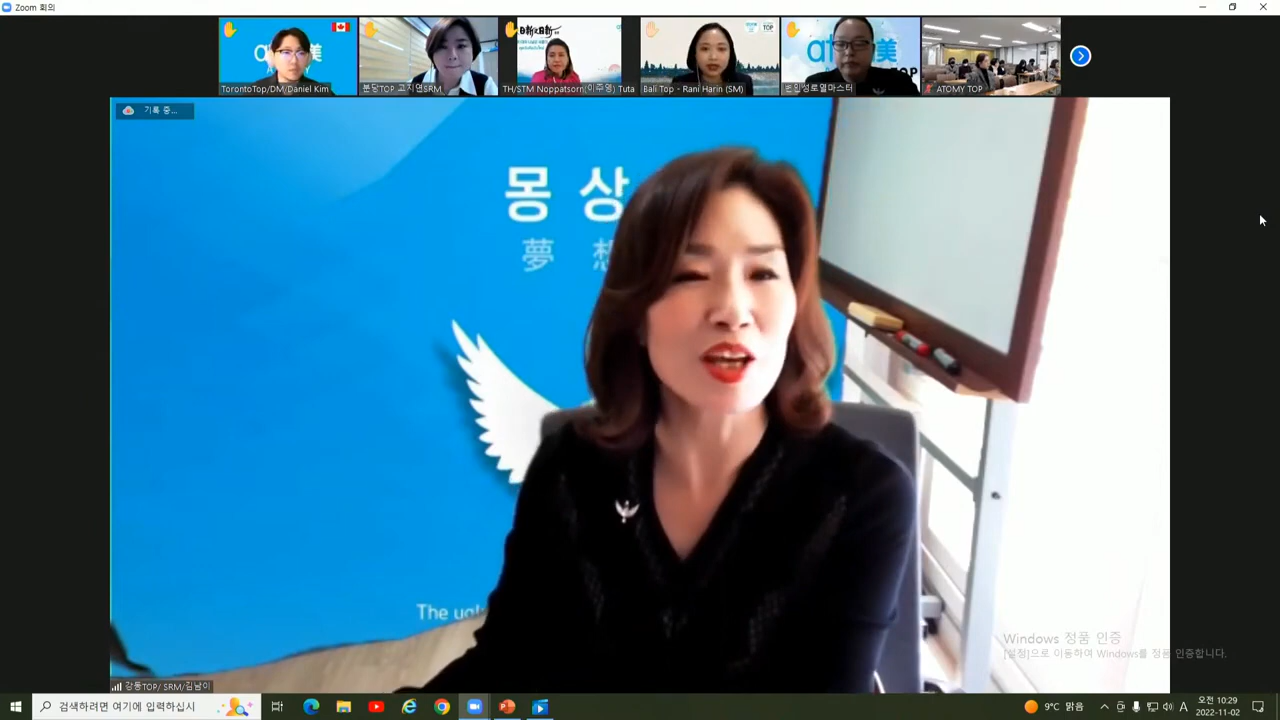 Zoom 회의
TorontoTop/DM/Daniel Kim
분당TOP 고지현SRM
TH/STM Noppatsorn(이주영) Tuta
Bali Top - Rani Harin (SM)
ATOMY TOP
기록 중...
몽 상
夢 想
The ugl
Windows 정품 인증
[설정]으로 이동하여 Windows를 정품 인증합니다.
강동TOP/ SRM/김남이
검색하려면 여기에 입력하십시
9°C 맑음
A
오전 10:29
2022-11-02